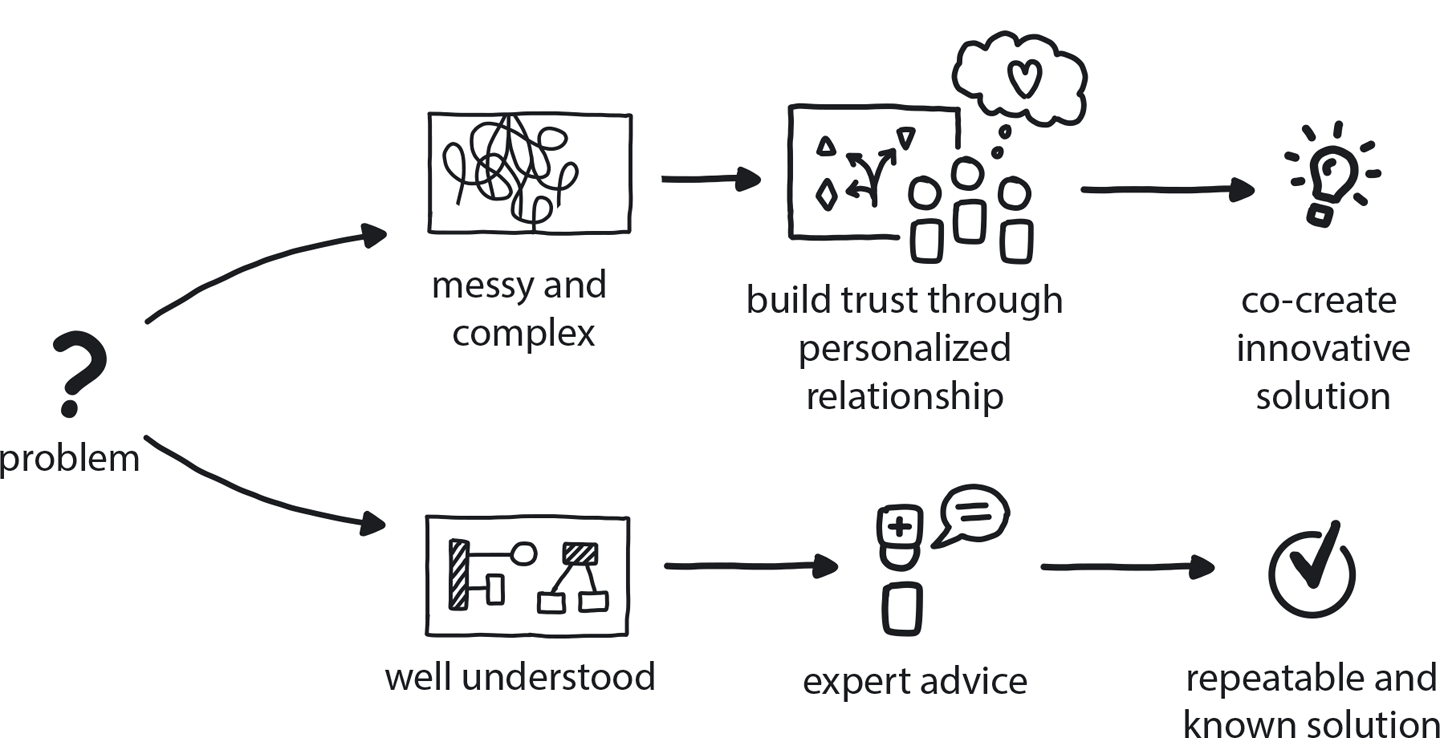 problem
messy and
complex
build trust through
personalized
relationship
co-create
innovative
solution
well understood
expert advice
repeatable and
known solution